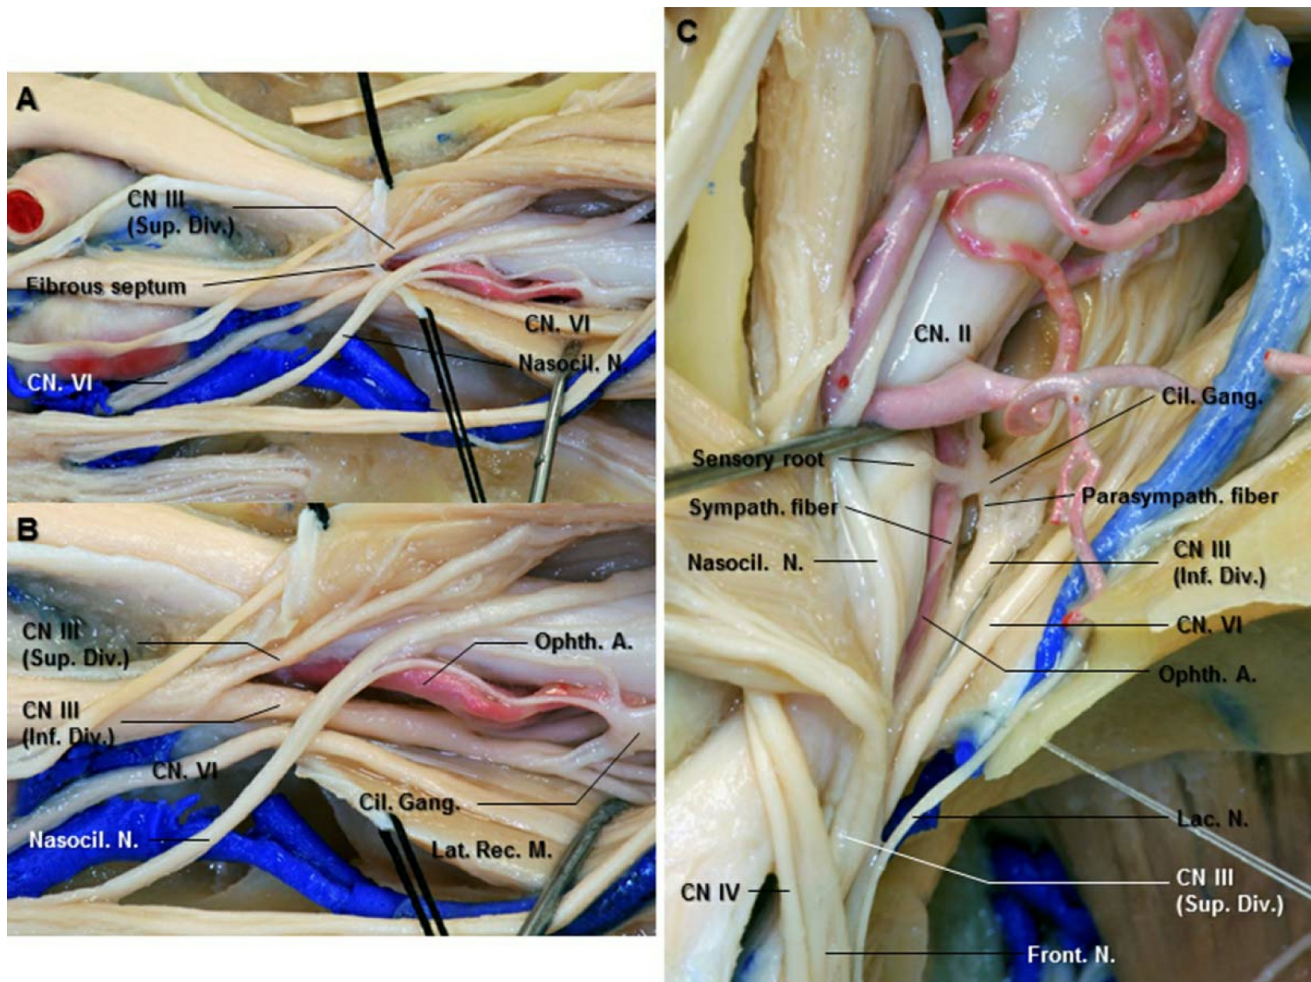 A
CN III
(Sup. Div.)
Fibrous septum
CN. VI
Nasocil. N.
CN. VI
B
CN III
(Sup. Div.)
Ophth. A.
CN III
(Inf. Div.)
CN. VI
Cil. Gang.
Nasocil. N.
Lat. Rec. M.
C
CN. II
Cil. Gang.
Sensory root
Parasympath. fiber
Sympath. fiber
Nasocil. N.
CN III
(Inf. Div.)
CN. VI
Ophth. A.
Lac. N.
CN IV
CN III
(Sup. Div.)
Front. N.